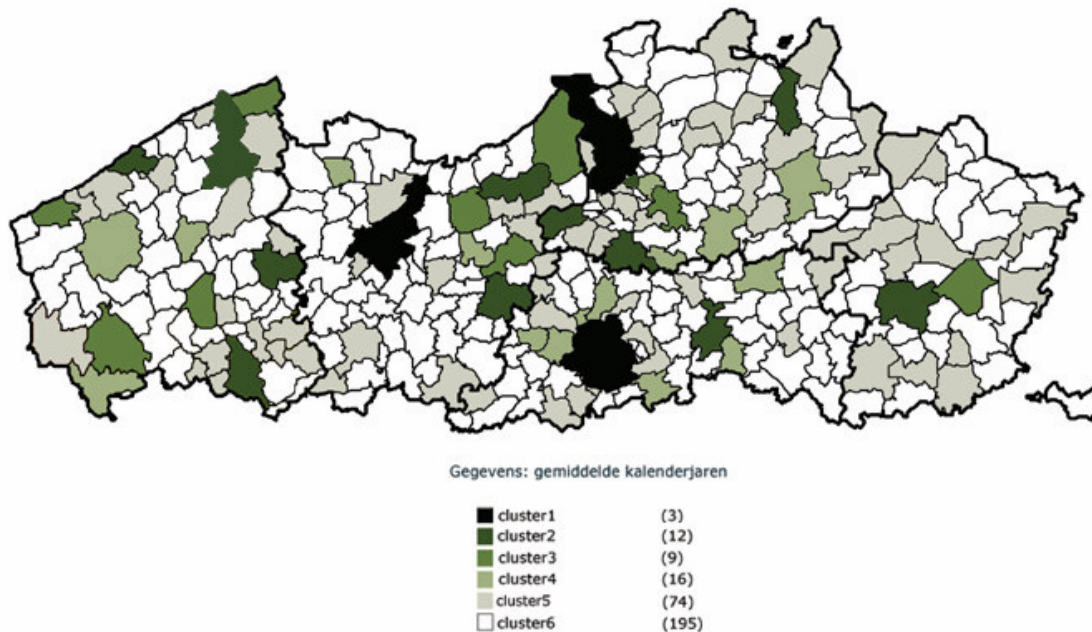 Gegevens: gemiddelde kalenderjaren
cluster1 (3)
cluster2 (12)
cluster3 (9)
cluster4 (16)
cluster5 (74)
cluster6 (195)